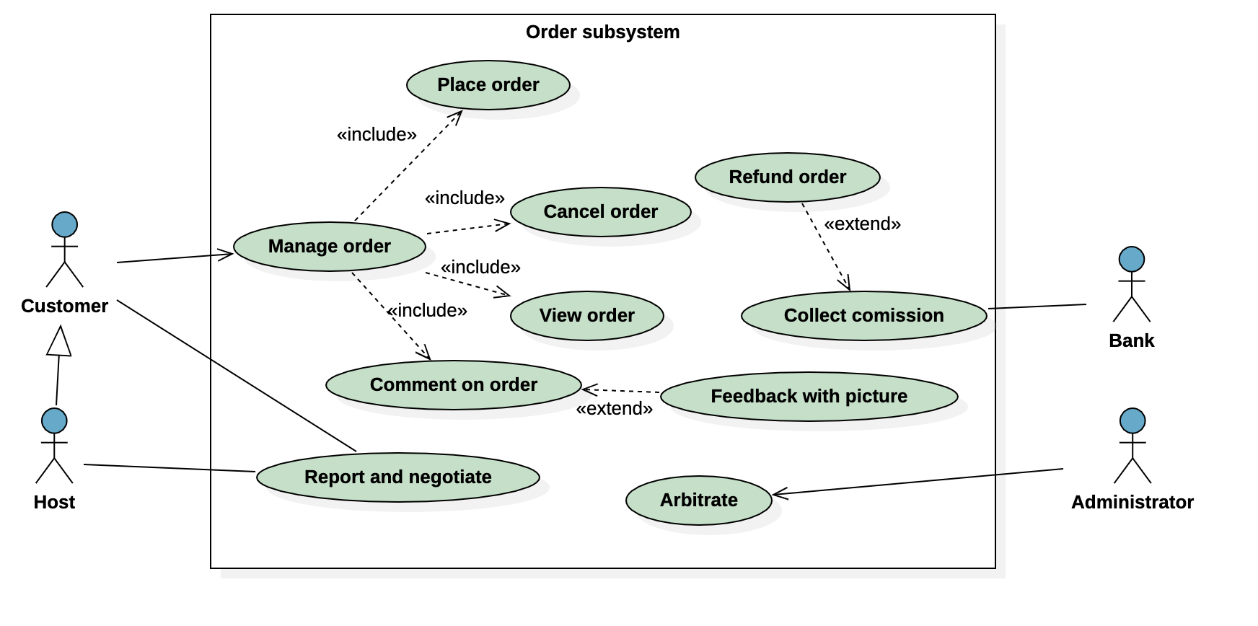 Order subsystem
Place order
«include»
Refund order
«include»
Cancel order
«extend»
Manage order
«include»
Customer
«include»
View order
Collect comission
Bank
Comment on order
Feedback with picture
«extend»
Report and negotiate
Host
Arbitrate
Administrator